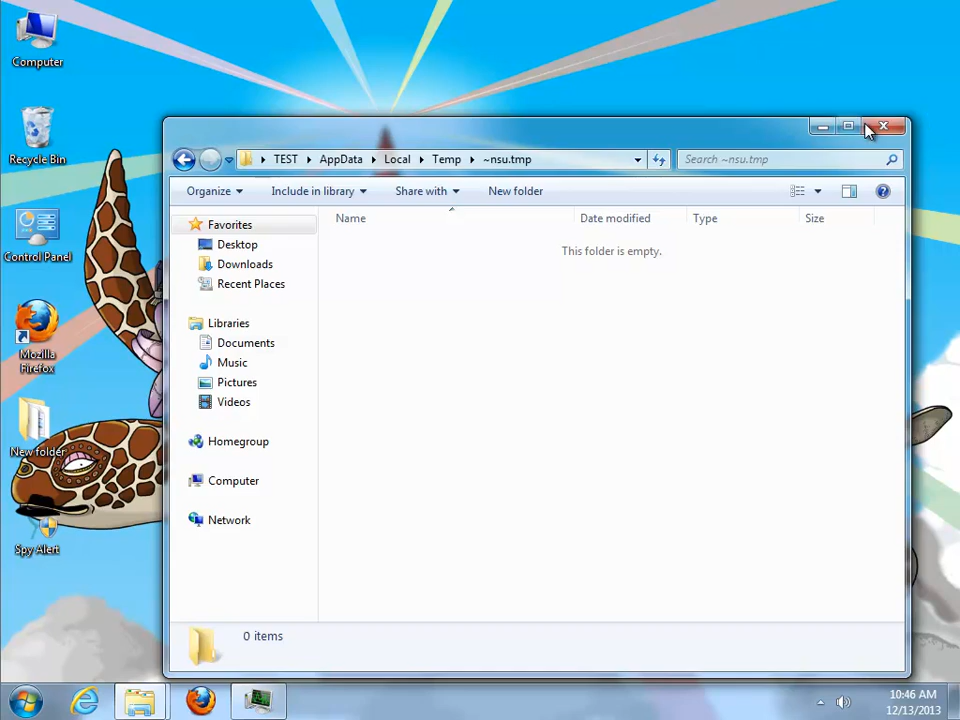 Computer
Recycle Bin
Control Panel
Mozilla
Firefox
New folder
Spy Alert
TEST
AppData
Local
Temp
~nsu.tmp
Search ~nsu.tmp
Organize
Include in library
Share with
New folder
Favorites
Desktop
Downloads
Recent Places
Libraries
Documents
Music
Pictures
Videos
Homegroup
Computer
Network
Name
Date modified
Type
Size
This folder is empty.
0 items
10:46 AM
12/13/2013